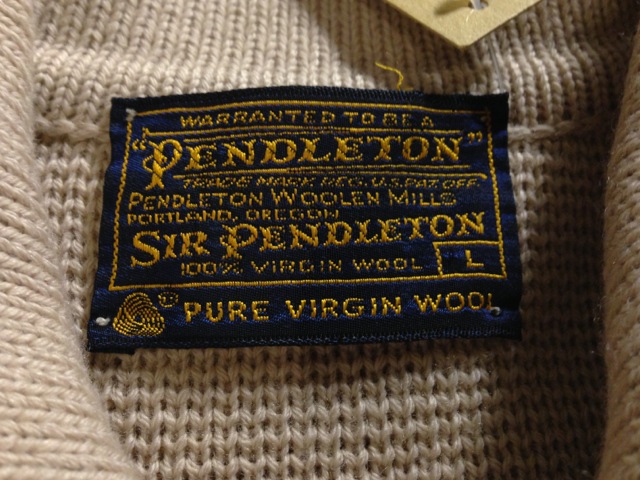 WARRANTED TO BE A
"PENDLETON"
TRADE MARK REG. U.S. PAT. OFF.
PENDLETON WOOLEN MILLS
PORTLAND, OREGON
SIR PENDLETON
100% VIRGIN WOOL L
PURE VIRGIN WOOL